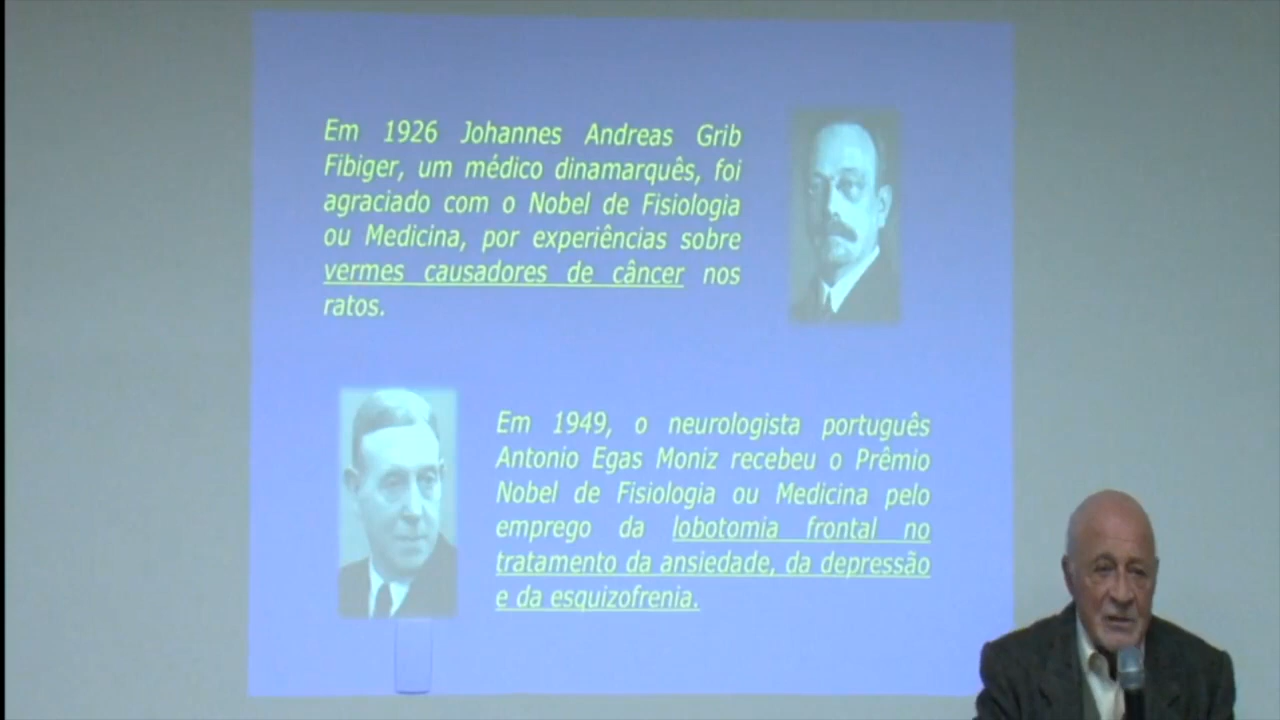 Em 1926 Johannes Andreas Grib
Fibiger, um médico dinamarquês, foi
agraciado com o Nobel de Fisiologia
ou Medicina, por experiências sobre
vermes causadores de câncer nos
ratos.
Em 1949, o neurologista português
Antonio Egas Moniz recebeu o Prêmio
Nobel de Fisiologia ou Medicina pelo
emprego da lobotomia frontal no
tratamento da ansiedade, da depressão
e da esquizofrenia.